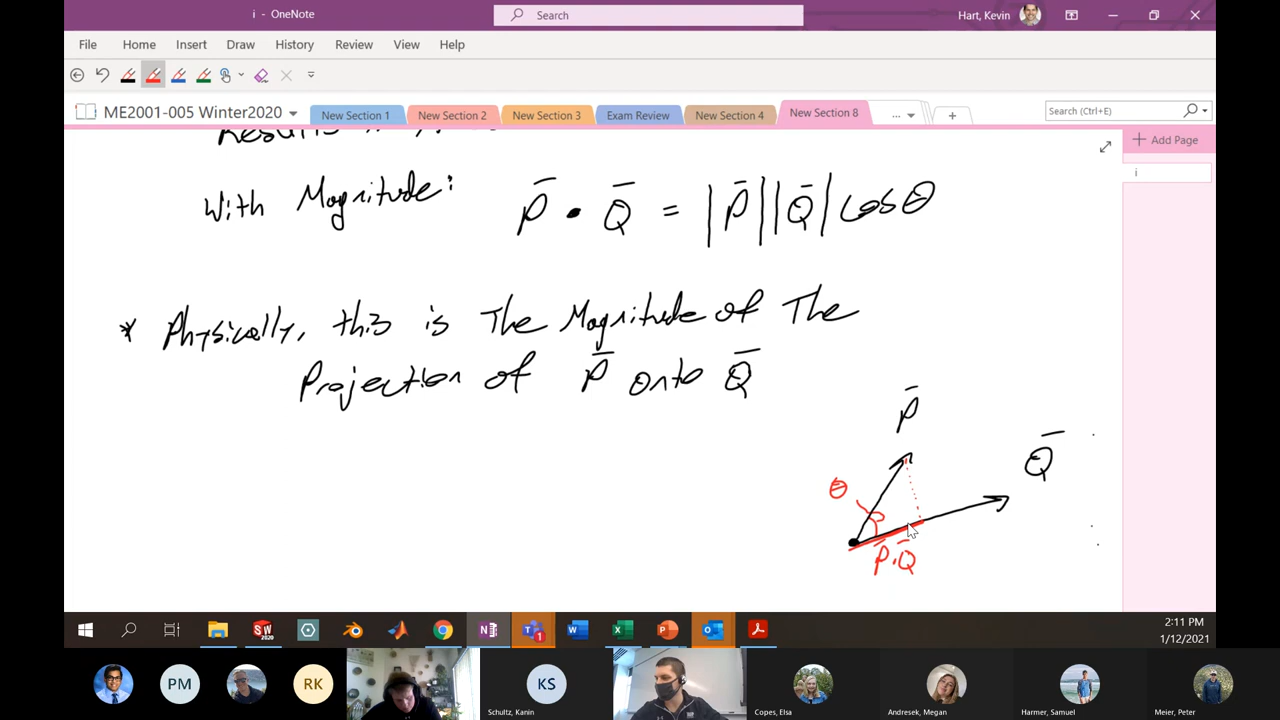 i - OneNote
Search
Hart, Kevin
File Home Insert Draw History Review View Help
ME2001-005 Winter2020
New Section 1 New Section 2 New Section 3 Exam Review New Section 4 New Section 8 ...
Search (Ctrl+E)
Add Page
i
Results
With Magnitude: P̄ • Q̄ = |P̄||Q̄| cosθ
* Physically, this is The Magnitude of The
Projection of P̄ onto Q̄
P̄
Q̄
θ
P̄·Q̄
2:11 PM
1/12/2021
PM
RK
KS
Schultz, Kanin
Copes, Elsa
Andresek, Megan
Harmer, Samuel
Meier, Peter